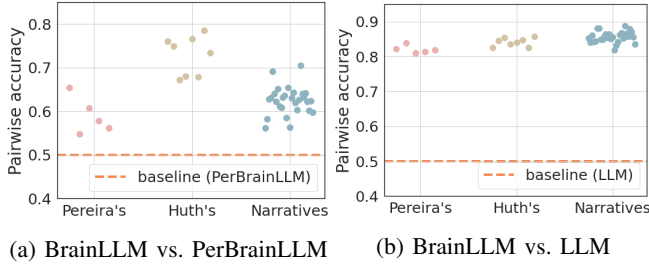 Pairwise accuracy
0.8
0.7
0.6
0.5
0.4
baseline (PerBrainLLM)
Pereira's Huth's Narratives
(a) BrainLLM vs. PerBrainLLM
Pairwise accuracy
0.9
0.8
0.7
0.6
0.5
0.4
baseline (LLM)
Pereira's Huth's Narratives
(b) BrainLLM vs. LLM